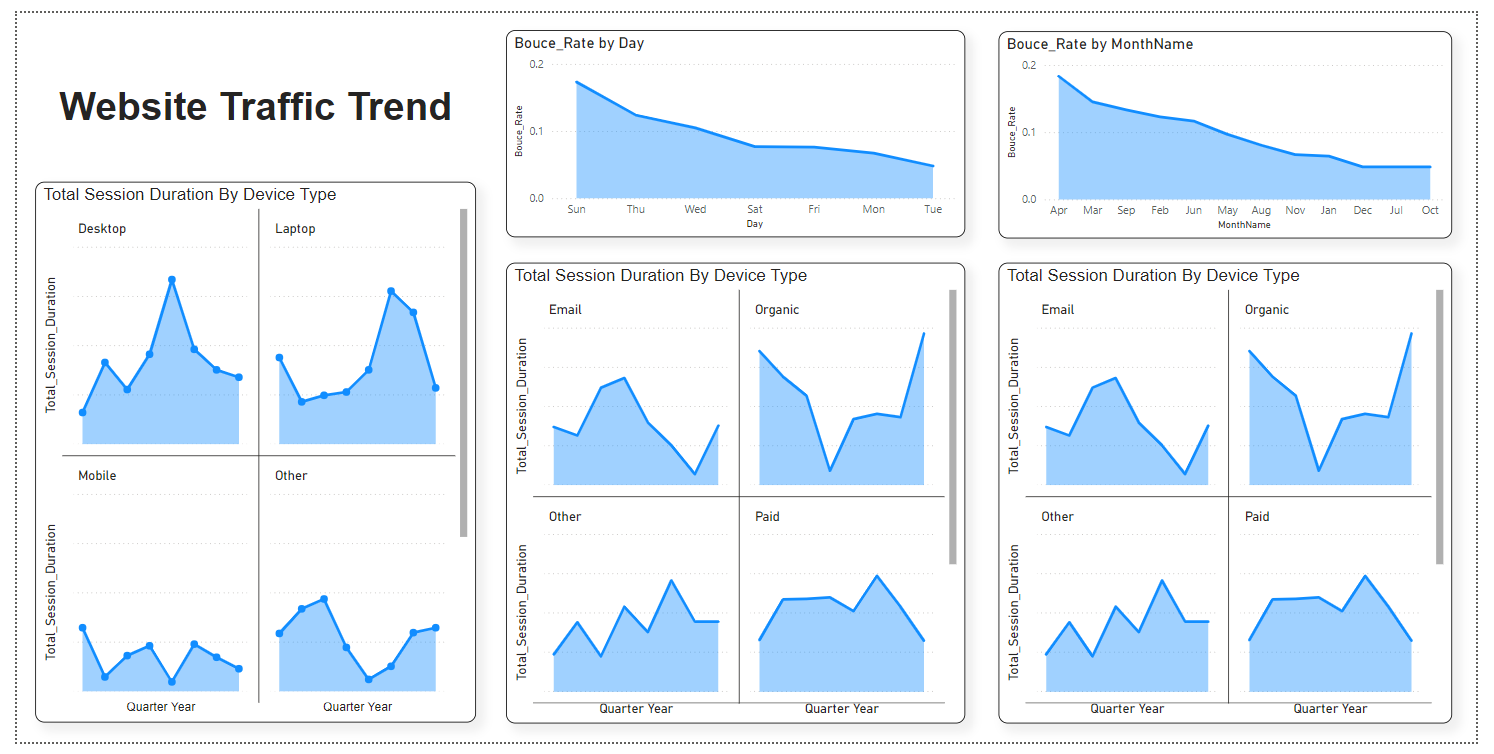 Website Traffic Trend
Bouce_Rate by Day
0.2
0.1
0.0
Bouce_Rate
Sun Thu Wed Sat Fri Mon Tue
Day
Bouce_Rate by MonthName
0.2
0.1
0.0
Bouce_Rate
Apr Mar Sep Feb Jun May Aug Nov Jan Dec Jul Oct
MonthName
Total Session Duration By Device Type
Desktop Laptop
Total_Session_Duration
Mobile Other
Total_Session_Duration
Quarter Year Quarter Year
Total Session Duration By Device Type
Email Organic
Total_Session_Duration
Other Paid
Total_Session_Duration
Quarter Year Quarter Year
Total Session Duration By Device Type
Email Organic
Total_Session_Duration
Other Paid
Total_Session_Duration
Quarter Year Quarter Year